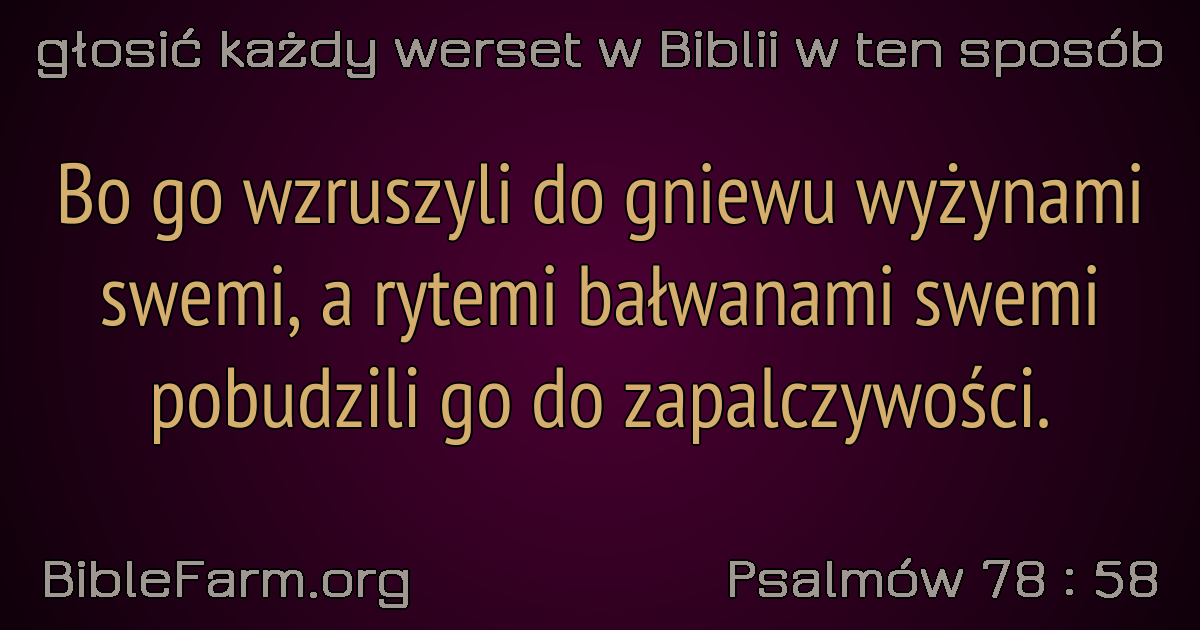 głosić każdy werset w Biblii w ten sposób
Bo go wzruszyli do gniewu wyżynami
swemi, a rytemi bałwanami swemi
pobudzili go do zapalczywości.
BibleFarm.org
Psalmów 78 : 58